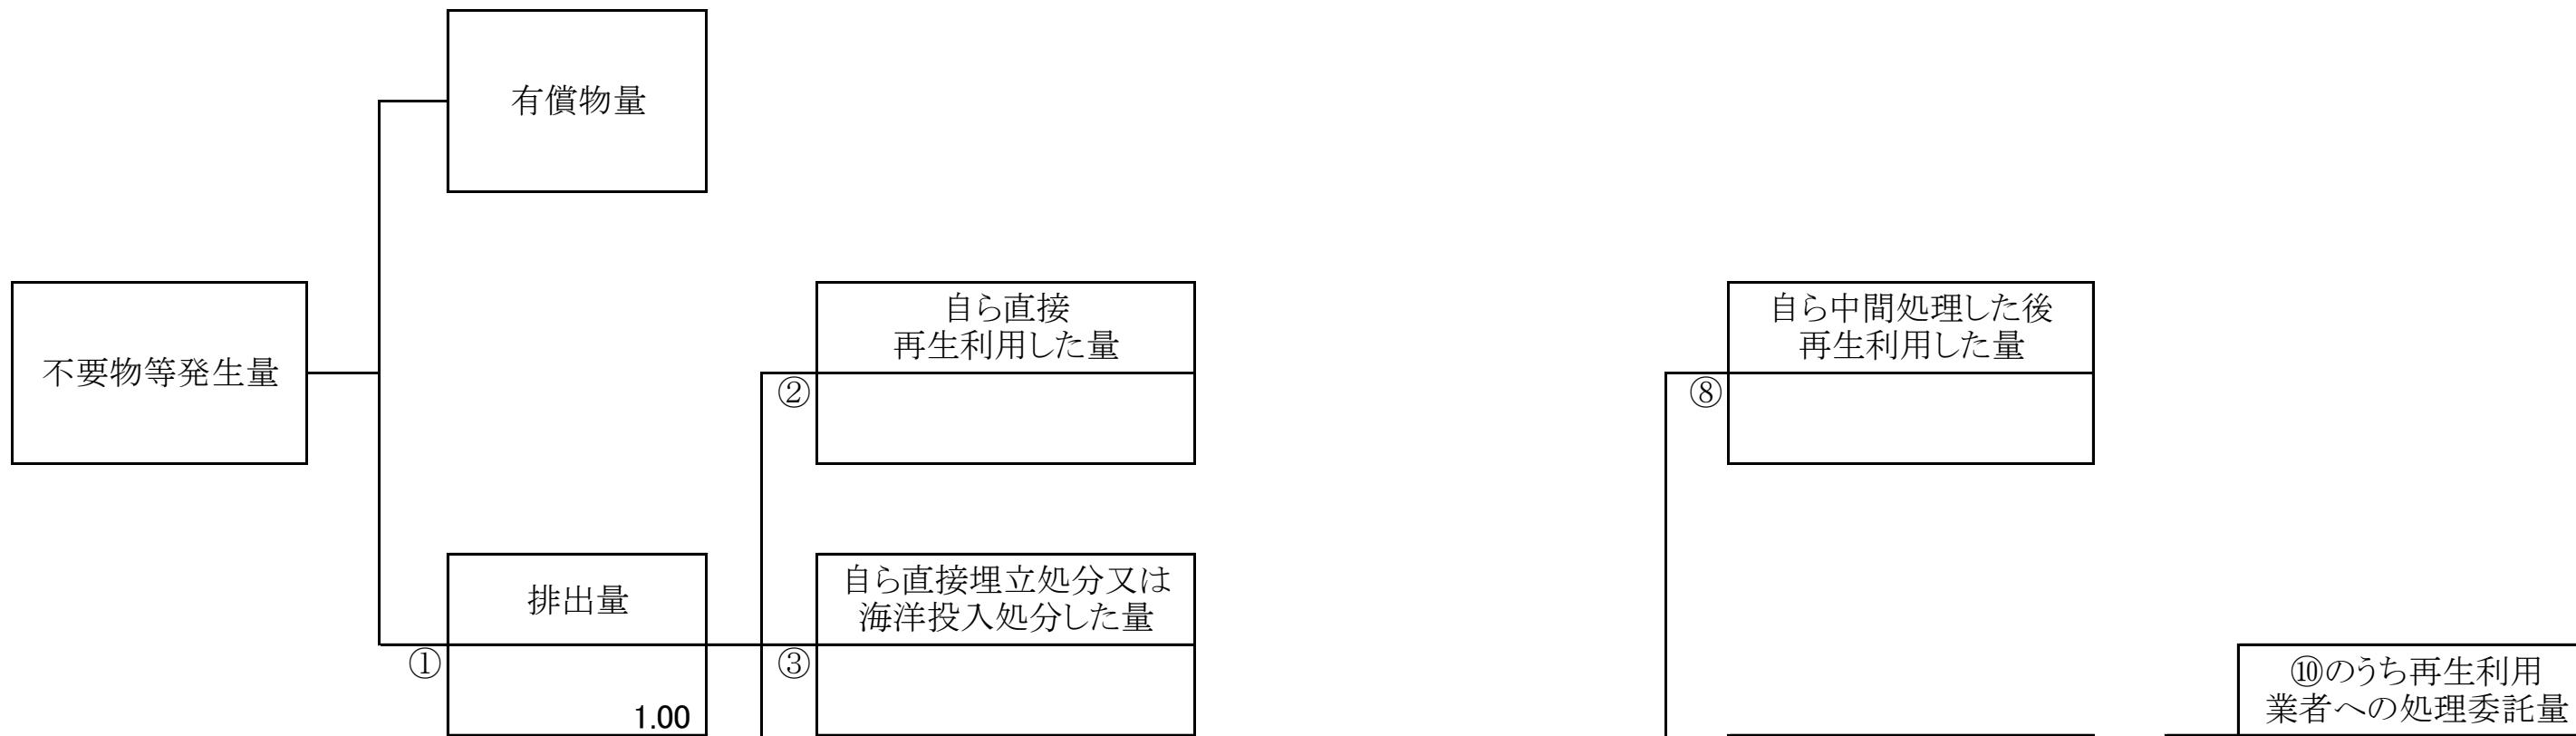 有償物量
不要物等発生量
自ら直接
再生利用した量
②
自ら中間処理した後
再生利用した量
⑧
排出量
①
1.00
自ら直接埋立処分又は
海洋投入処分した量
③
⑩のうち再生利用
業者への処理委託量